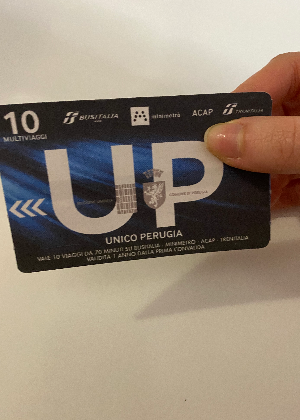 10
MULTIVIAGGI
BUSITALIA
minimetrò
ACAP
TRENITALIA
UP
COMUNE DI PERUGIA
UNICO PERUGIA
VALE 10 VIAGGI DA 70 MINUTI SU BUSITALIA - MINIMETRÒ - ACAP - TRENITALIA
VALIDITÀ 1 ANNO DALLA PRIMA CONVALIDA